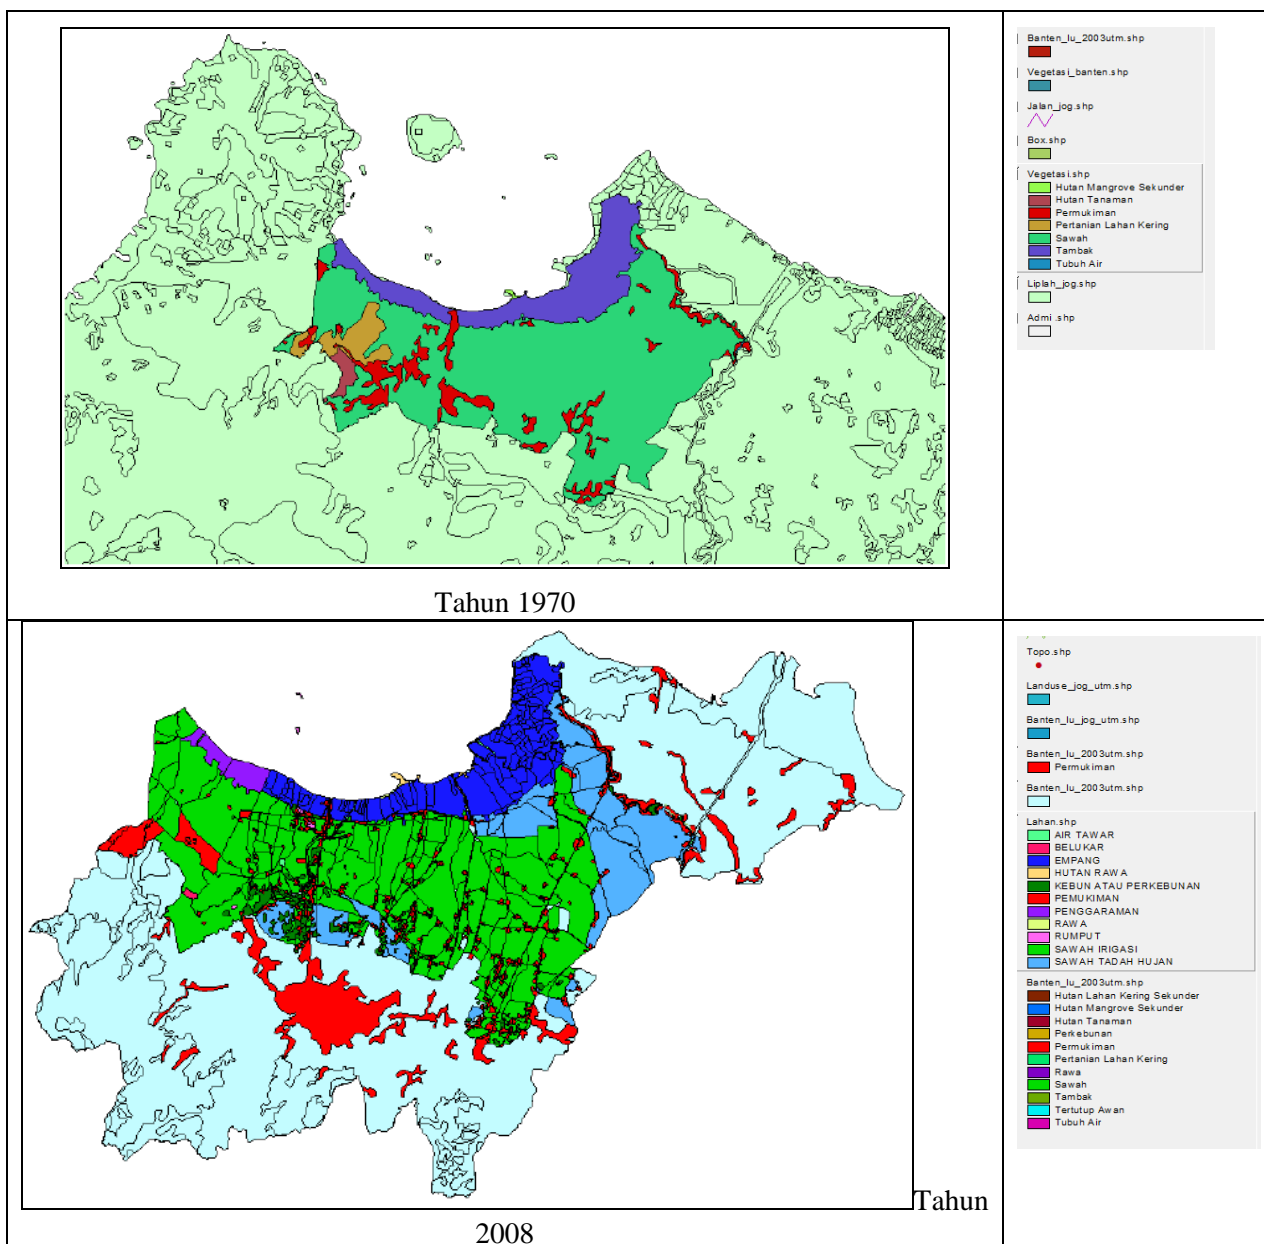 Banten_lu_2003utm.shp
Vegetasi_banten.shp
Jalan_jog.shp
Box.shp
Vegetasi.shp
Hutan Mangrove Sekunder
Hutan Tanaman
Permukiman
Pertanian Lahan Kering
Sawah
Tambak
Tubuh Air
Liplah_jog.shp
Admi .shp
Tahun 1970
Topo.shp
Landuse_jog_utm.shp
Banten_lu_jog_utm.shp
Banten_lu_2003utm.shp
Permukiman
Banten_lu_2003utm.shp
Lahan.shp
AIR TAWAR
BELUKAR
EMPANG
HUTAN RAWA
KEBUN ATAU PERKEBUNAN
PEMUKIMAN
PENGGARAMAN
RAWA
RUMPUT
SAWAH IRIGASI
SAWAH TADAH HUJAN
Banten_lu_2003utm.shp
Hutan Lahan Kering Sekunder
Hutan Mangrove Sekunder
Hutan Tanaman
Perkebunan
Permukiman
Pertanian Lahan Kering
Rawa
Sawah
Tambak
Tertutup Awan
Tubuh Air
Tahun
2008